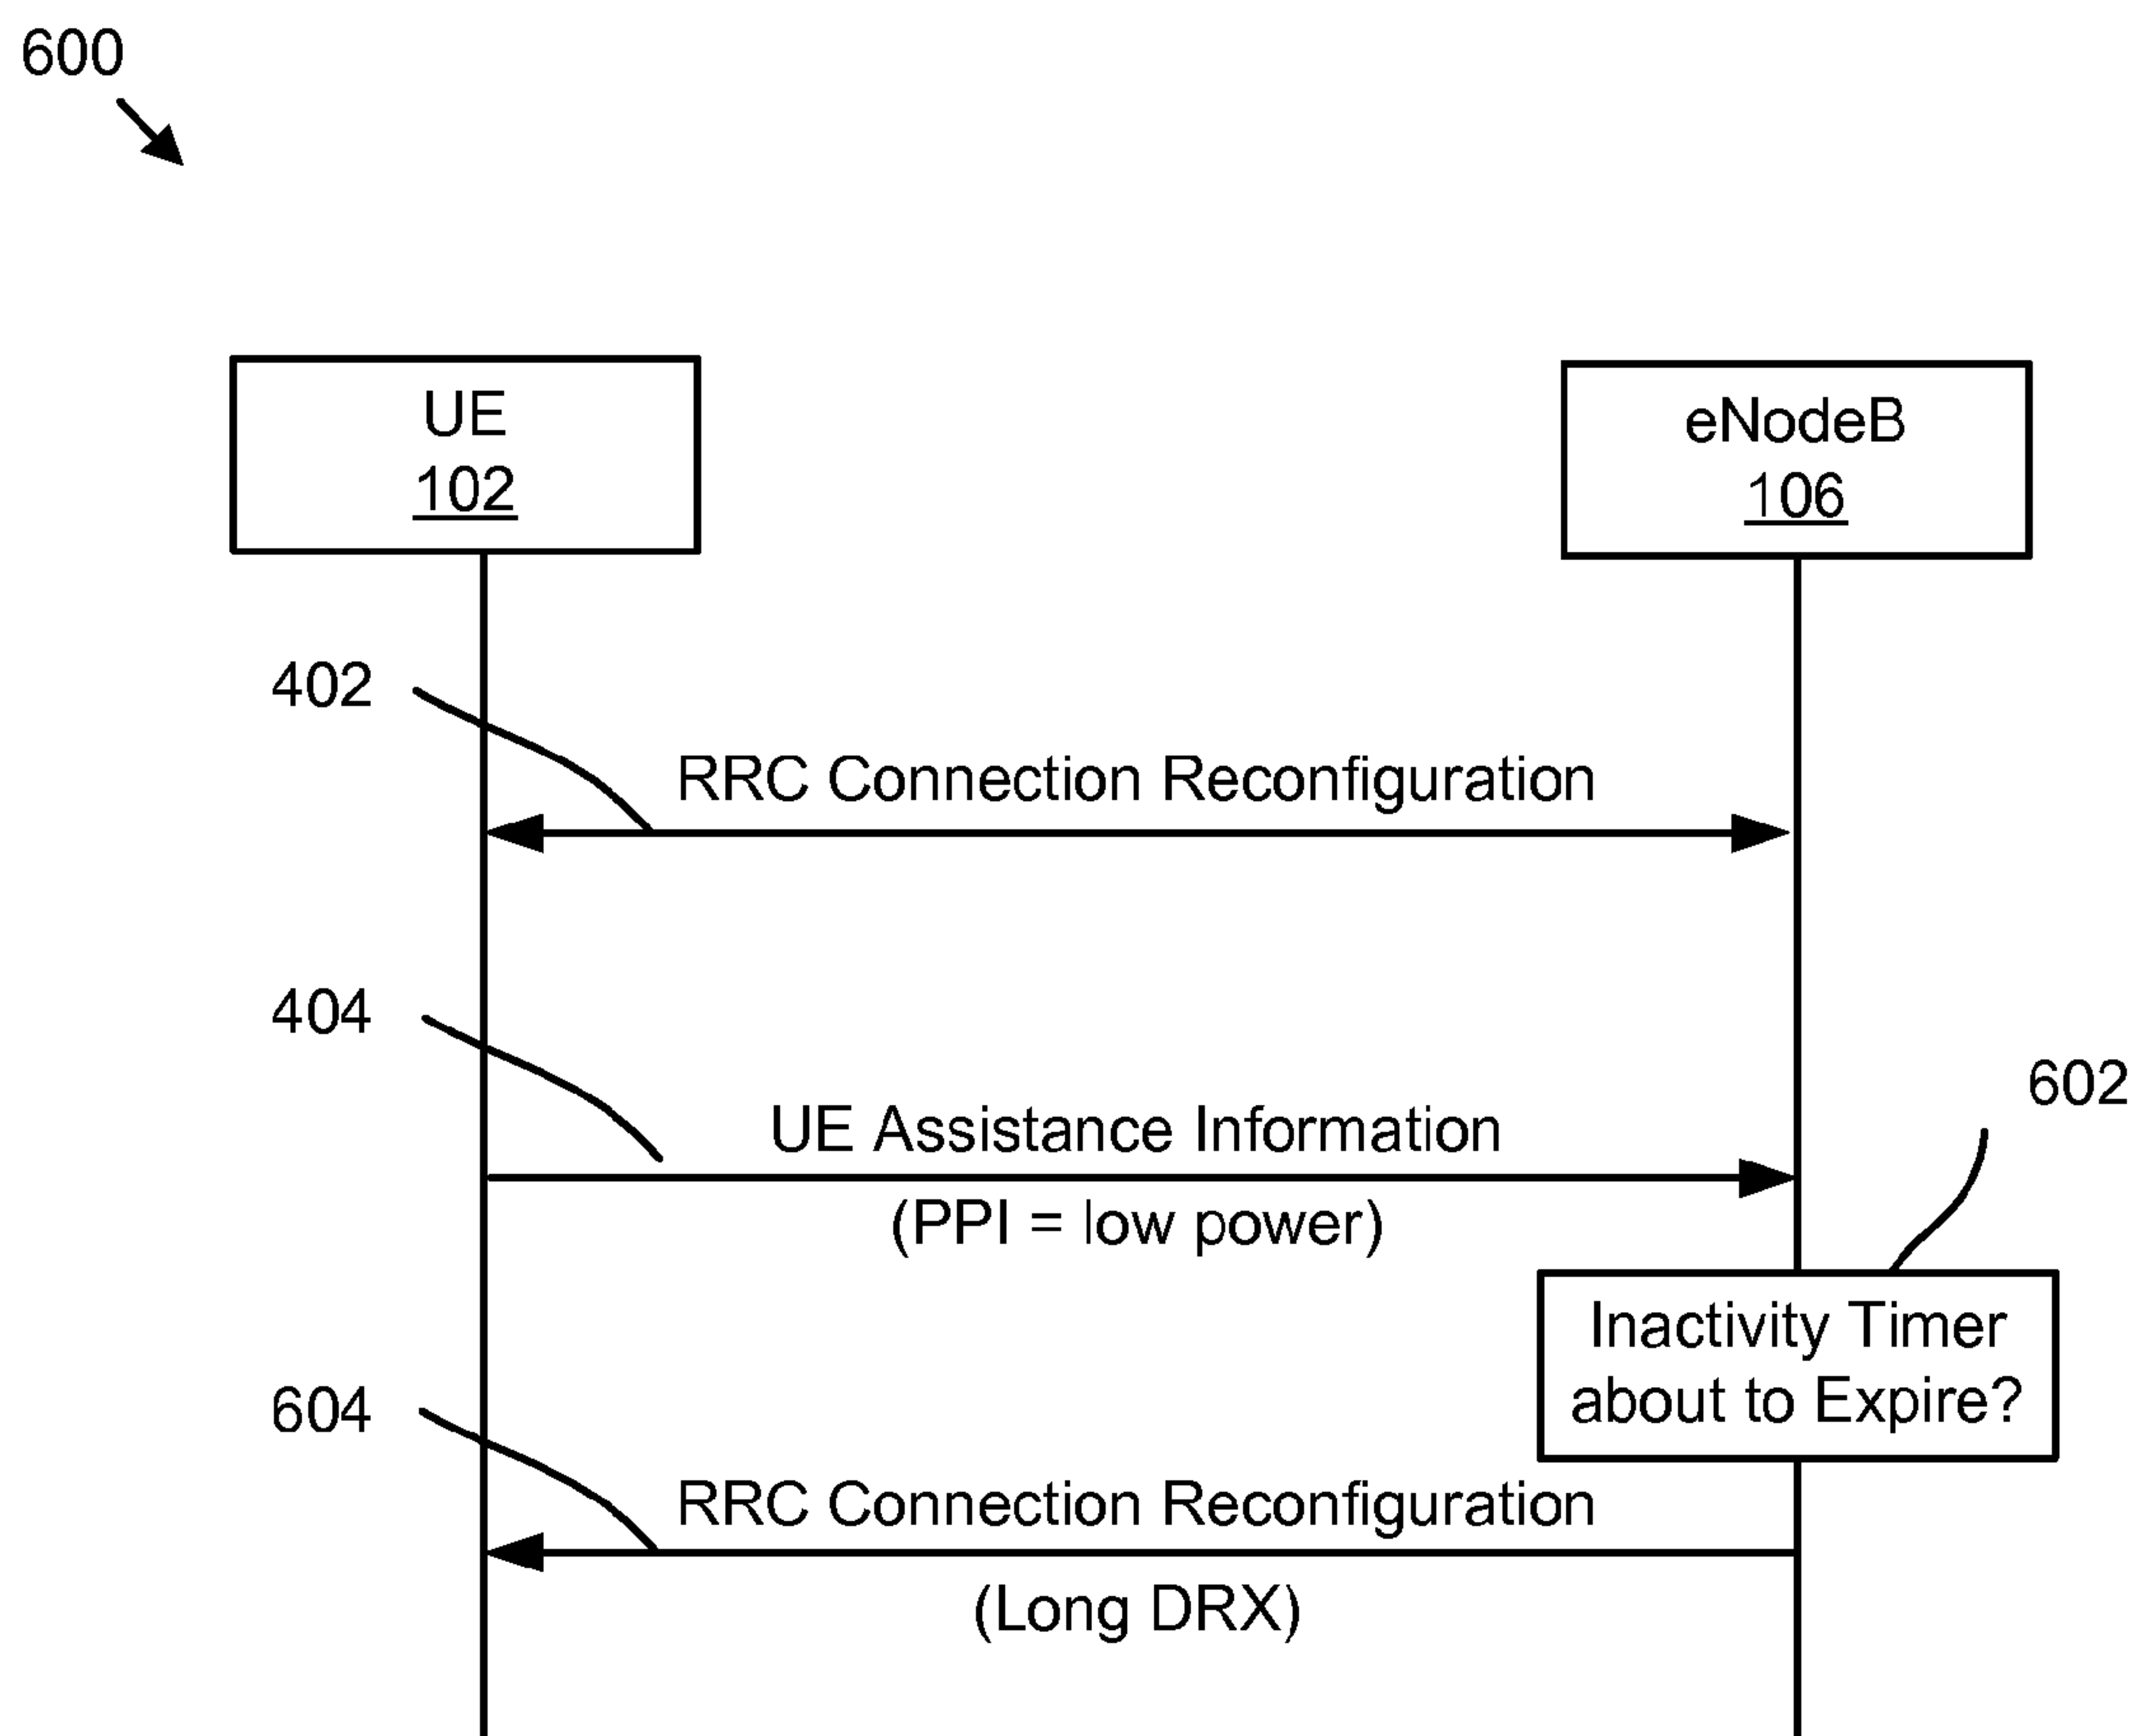 600
UE
102
eNodeB
106
402
RRC Connection Reconfiguration
404
UE Assistance Information
(PPI = low power)
602
Inactivity Timer
about to Expire?
604
RRC Connection Reconfiguration
(Long DRX)